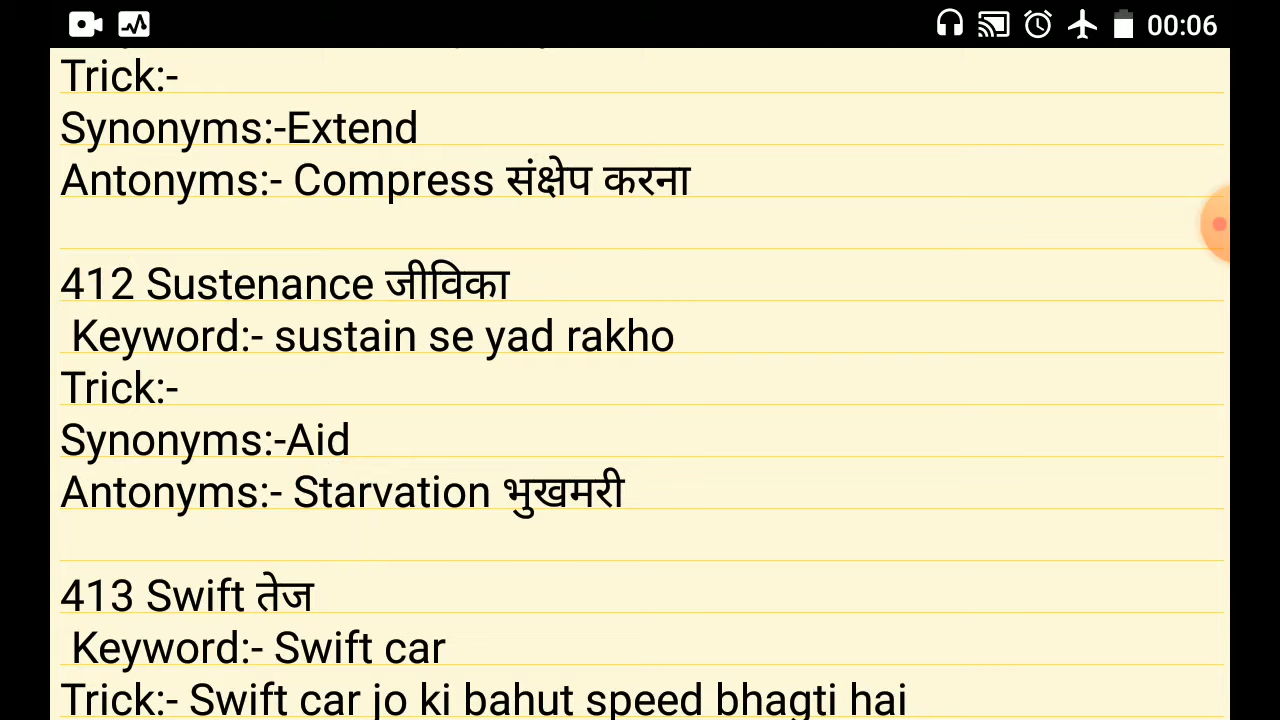 00:06
Trick:-
Synonyms:-Extend
Antonyms:- Compress संक्षेप करना
412 Sustenance जीविका
Keyword:- sustain se yad rakho
Trick:-
Synonyms:-Aid
Antonyms:- Starvation भुखमरी
413 Swift तेज
Keyword:- Swift car
Trick:- Swift car jo ki bahut speed bhagti hai